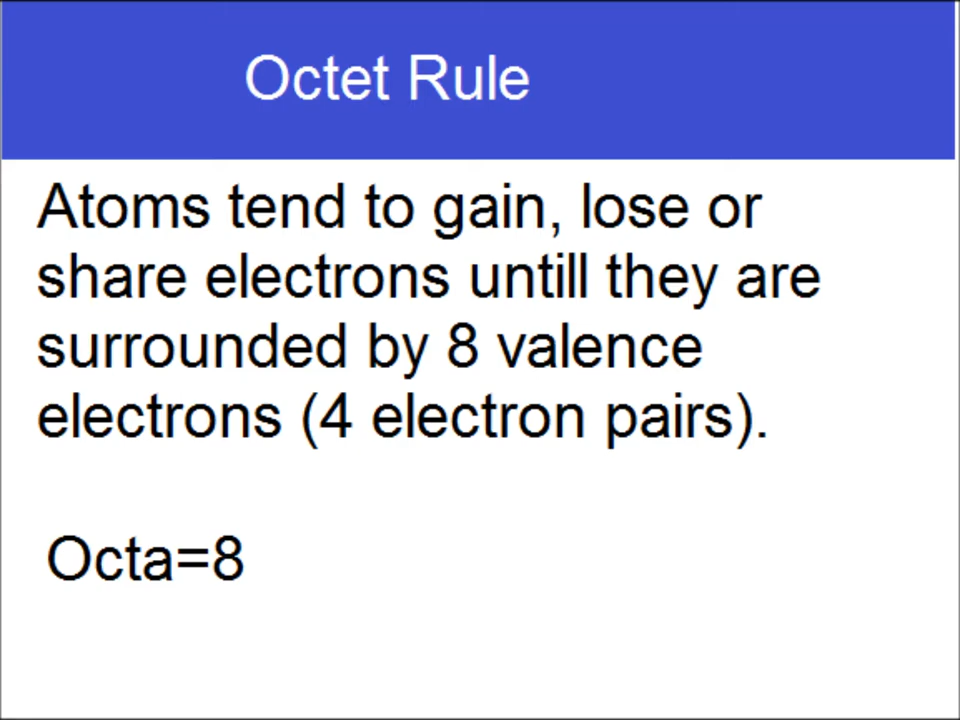 Octet Rule
Atoms tend to gain, lose or
share electrons untill they are
surrounded by 8 valence
electrons (4 electron pairs).
Octa=8